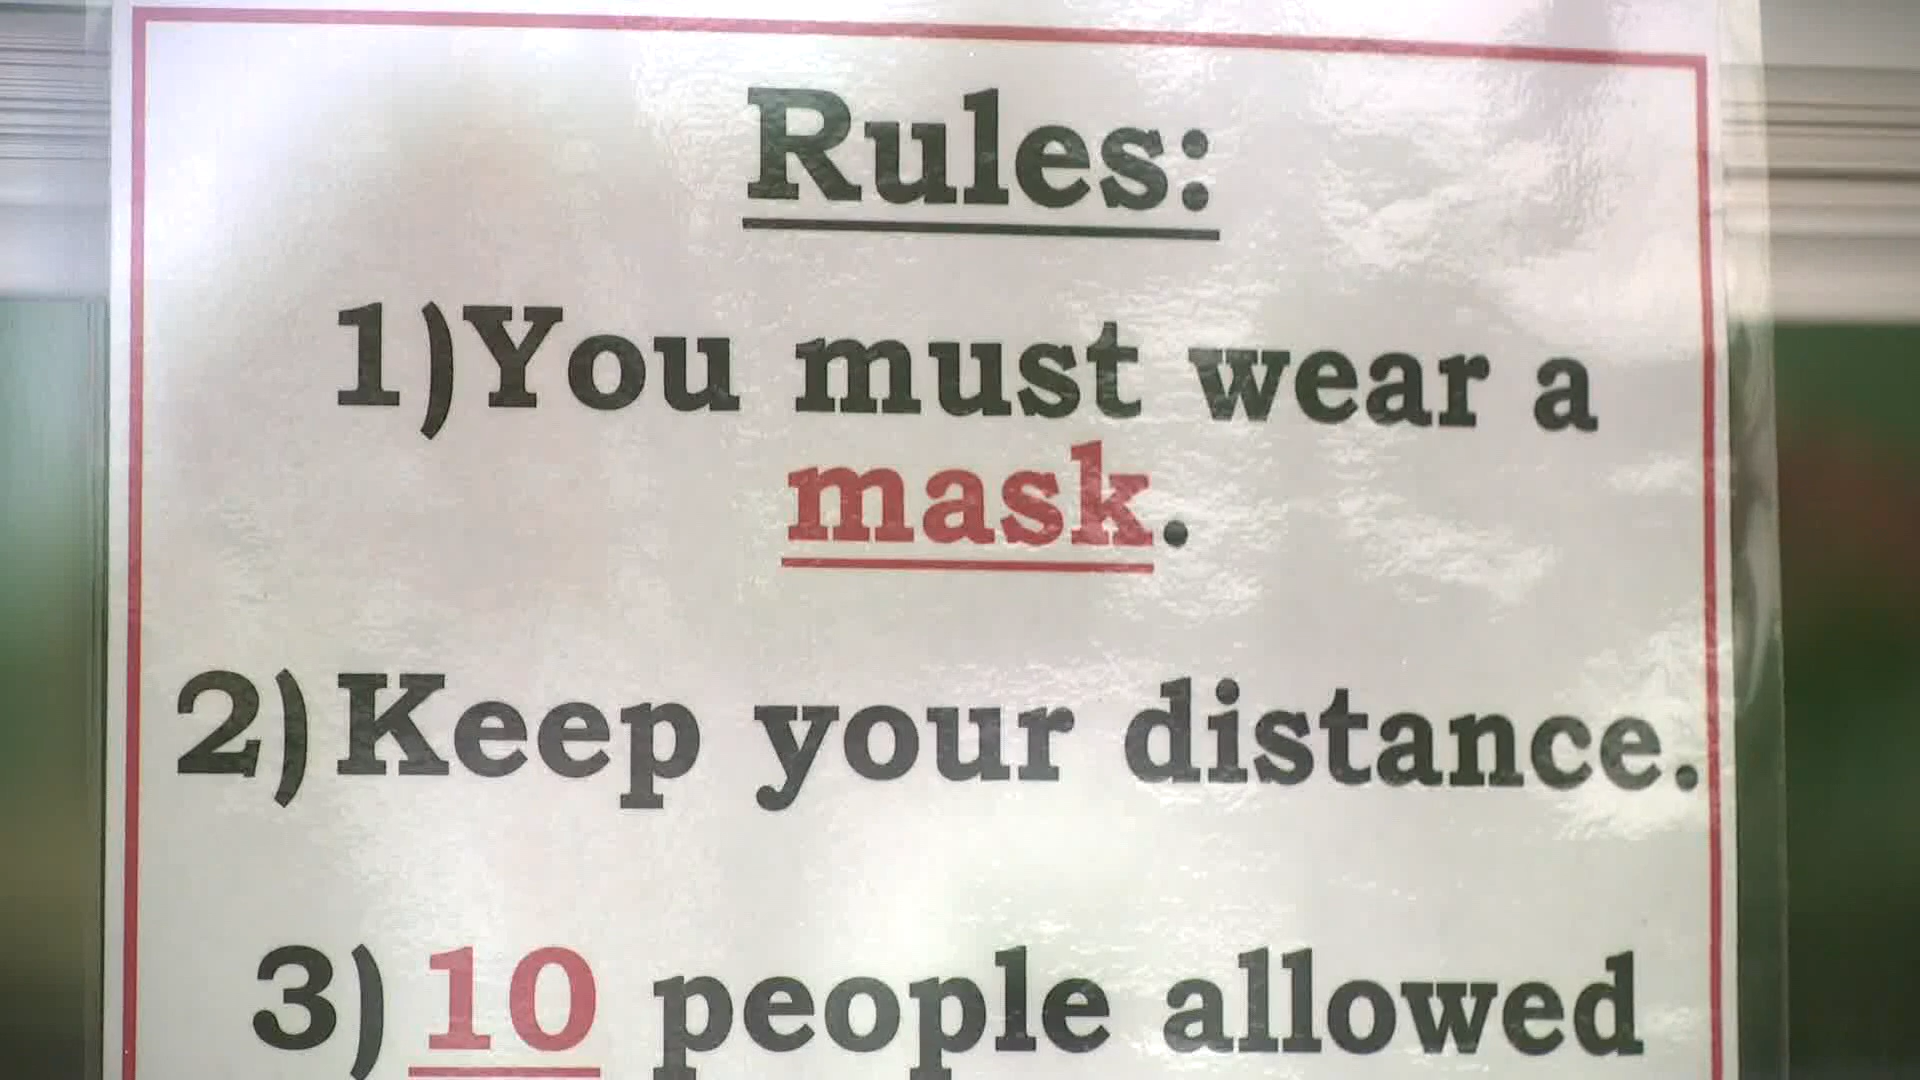 Rules:
1)You must wear a
mask.
2)Keep your distance.
3)10 people allowed